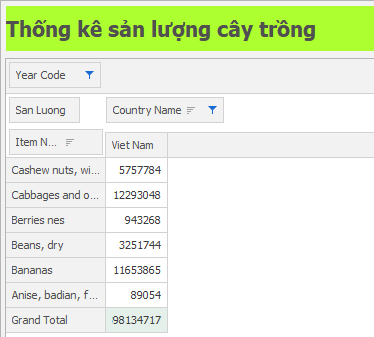 Thống kê sản lượng cây trồng
Year Code
San Luong Country Name
Item N... Viet Nam
Cashew nuts, wi... 5757784
Cabbages and o... 12293048
Berries nes 943268
Beans, dry 3251744
Bananas 11653865
Anise, badian, f... 89054
Grand Total 98134717